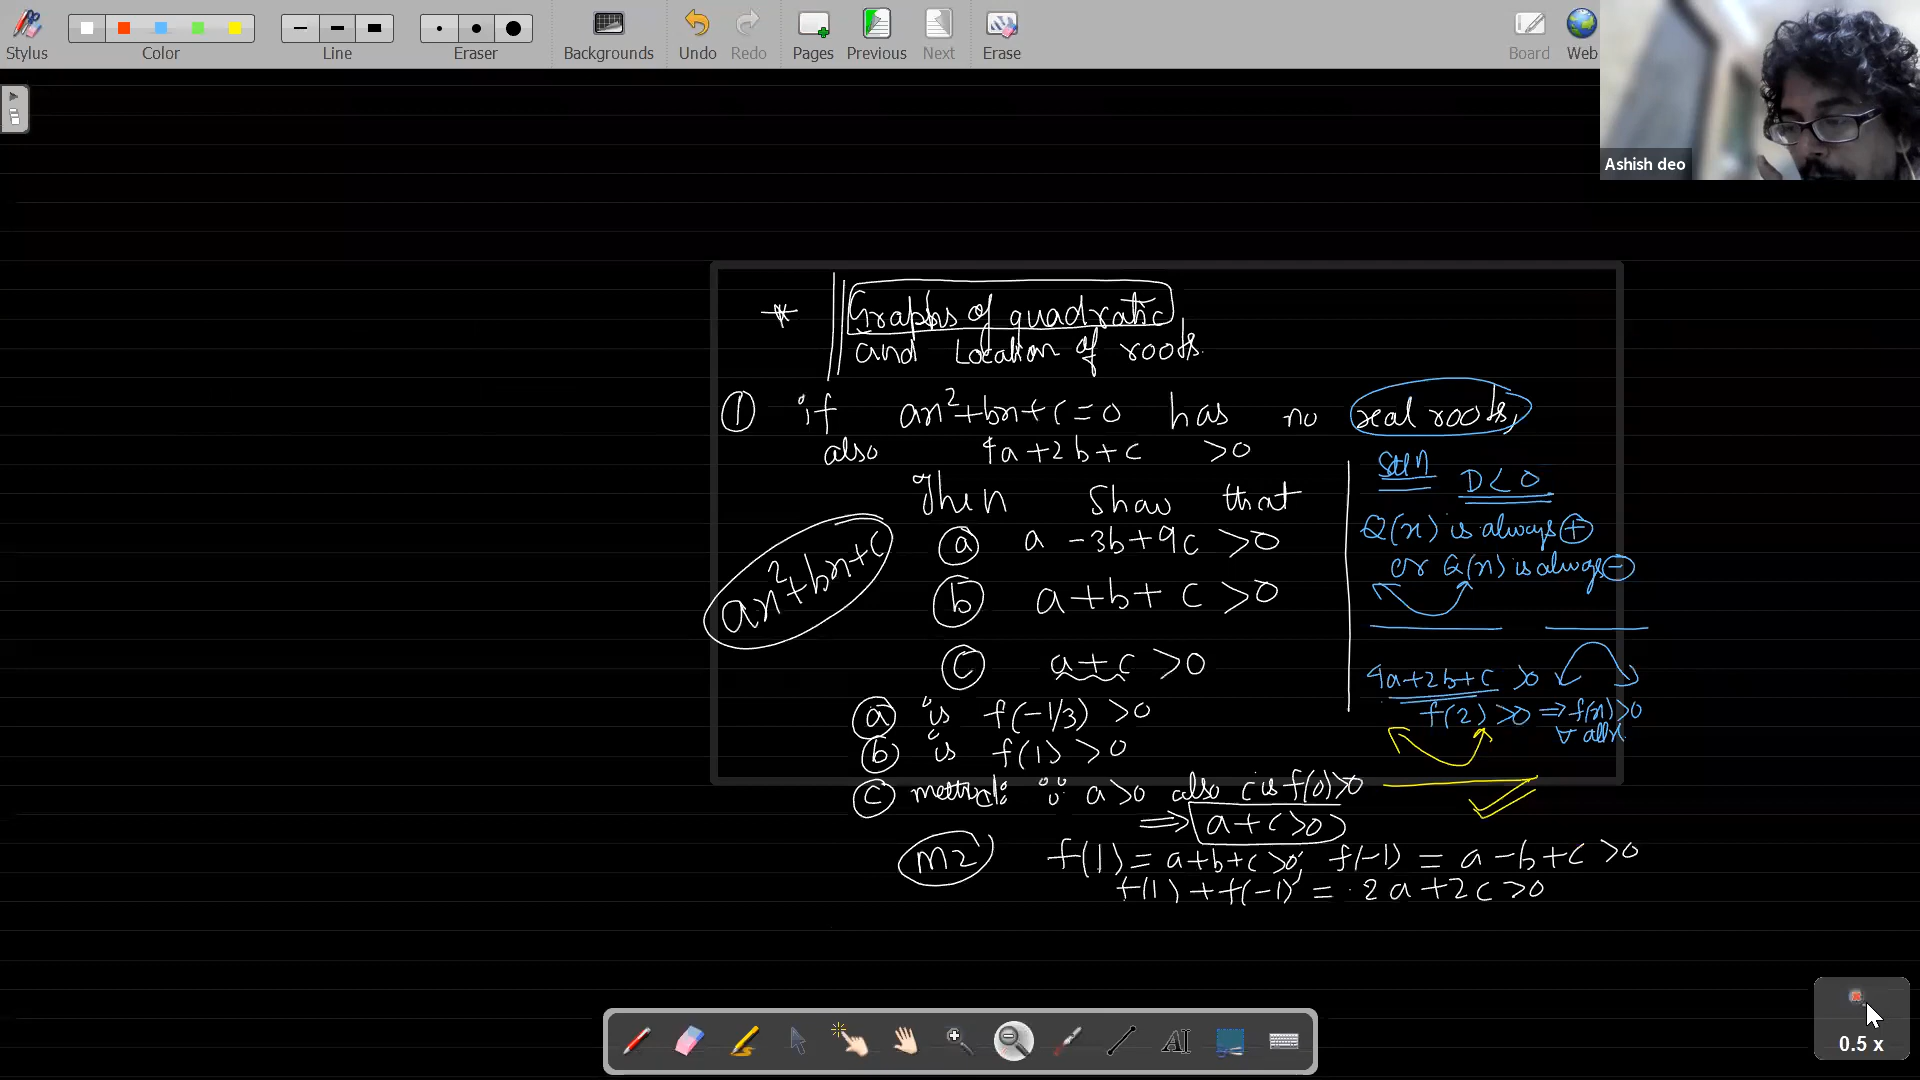 Stylus Color Line Eraser Backgrounds Undo Redo Pages Previous Next Erase Board Web
Ashish deo
* Graphs of quadratic
and Location of roots.
① if ax²+bx+c=0 has no real roots,
also 4a+2b+c >0
Then Show that
ⓐ a -3b+9c >0
ⓑ a+b+c >0
ⓒ a+c >0
ax²+bx+c
Solⁿ D<0
Q(x) is always ⊕
or Q(x) is always ⊖
4a+2b+c >0
f(2) >0 ⇒ f(x)>0
∀ all x.
ⓐ is f(-1/3) >0
ⓑ is f(1) >0
ⓒ method1: ∵ a>0 also c is f(0)>0
⇒ a+c>0
M2 f(1) = a+b+c>0; f(-1) = a-b+c >0
f(1)+f(-1) = 2a+2c>0
AI
0.5 x